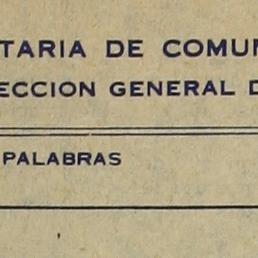 TARIA DE COMUN
ECCION GENERAL D
PALABRAS